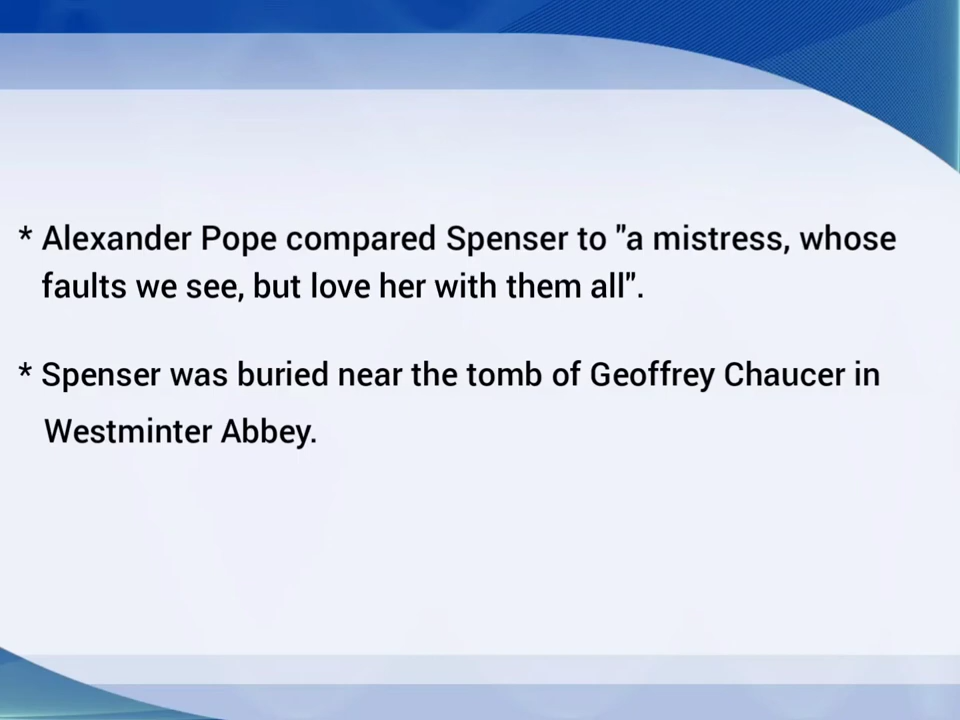 * Alexander Pope compared Spenser to "a mistress, whose
faults we see, but love her with them all".
* Spenser was buried near the tomb of Geoffrey Chaucer in
Westminter Abbey.